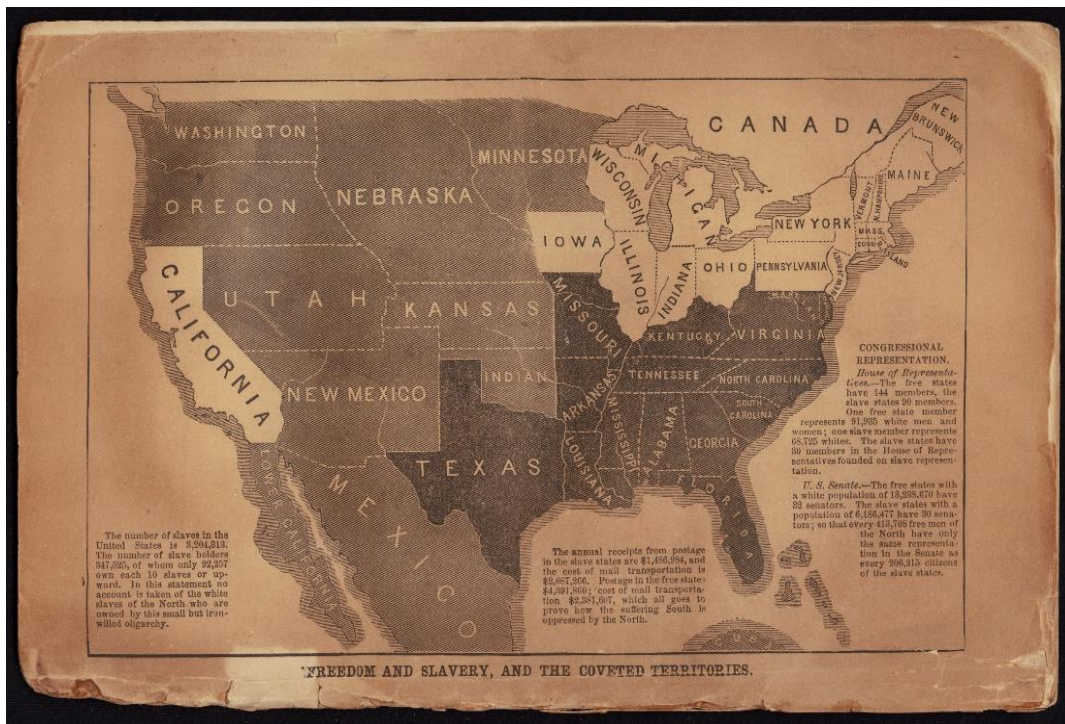 CANADA
NEW
BRUNSWICK
WASHINGTON
MINNESOTA
WISCONSIN
MICHIGAN
MAINE
VERMONT
N.HAMPSHIRE
OREGON
NEBRASKA
NEW YORK
MASS.
ISLAND
IOWA
ILLINOIS
INDIANA
OHIO
PENNSYLVANIA
CALIFORNIA
UTAH
KANSAS
MISSOURI
KENTUCKY
VIRGINIA
NEW MEXICO
INDIAN
TENNESSEE
NORTH CAROLINA
ARKANSAS
SOUTH
CAROLINA
MISSISSIPPI
ALABAMA
GEORGIA
TEXAS
LOUISIANA
FLORIDA
MEXICO
LOWER CALIFORNIA
CUBA
CONGRESSIONAL
REPRESENTATION.
House of Representa-
tives.—The free states
have 144 members, the
slave states 90 members.
One free state member
represents 91,935 white men and
women; one slave member represents
68,725 whites. The slave states have
30 members in the House of Repre-
sentatives founded on slave represen-
tation.
U. S. Senate.—The free states with
a white population of 13,288,670 have
32 senators. The slave states with a
population of 6,186,477 have 30 sena-
tors; so that every 413,708 free men of
the North have only
the same representa-
tion in the Senate as
every 206,215 citizens
of the slave states.
The number of slaves in the
United States is 3,204,313.
The number of slave holders
347,525, of whom only 92,257
own each 10 slaves or up-
ward. In this statement no
account is taken of the white
slaves of the North who are
owned by this small but iron-
willed oligarchy.
The annual receipts from postage
in the slave states are $1,486,984, and
the cost of mail transportation is
$2,087,266. Postage in the free states
$4,891,860; cost of mail transporta-
tion $2,387,607, which all goes to
prove how the suffering South is
oppressed by the North.
FREEDOM AND SLAVERY, AND THE COVETED TERRITORIES.